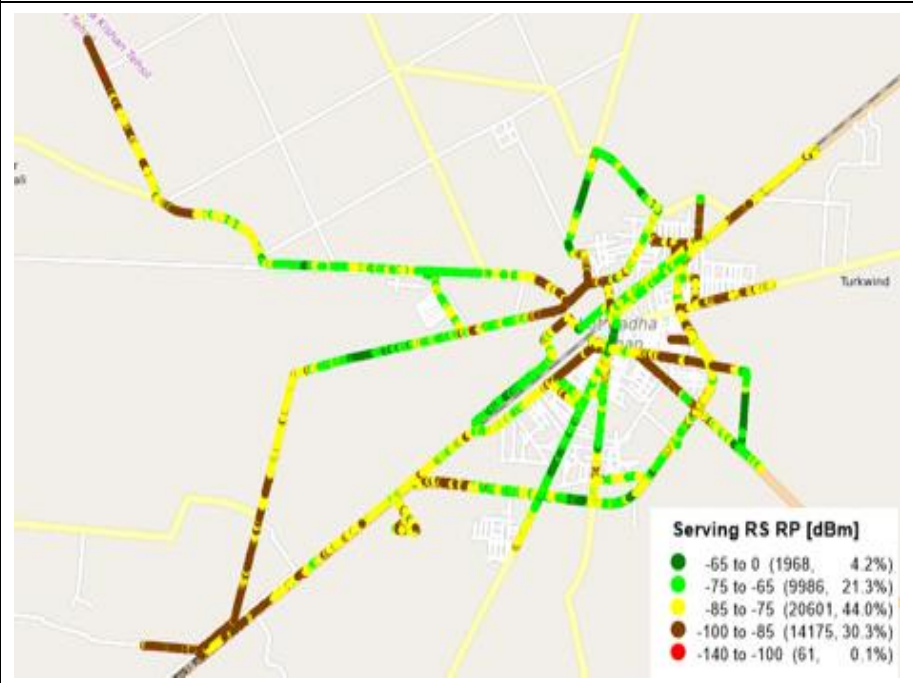 Kishan
Turkwind
Serving RS RP [dBm]
-65 to 0 (1968, 4.2%)
-75 to -65 (9986, 21.3%)
-85 to -75 (20601, 44.0%)
-100 to -85 (14175, 30.3%)
-140 to -100 (61, 0.1%)